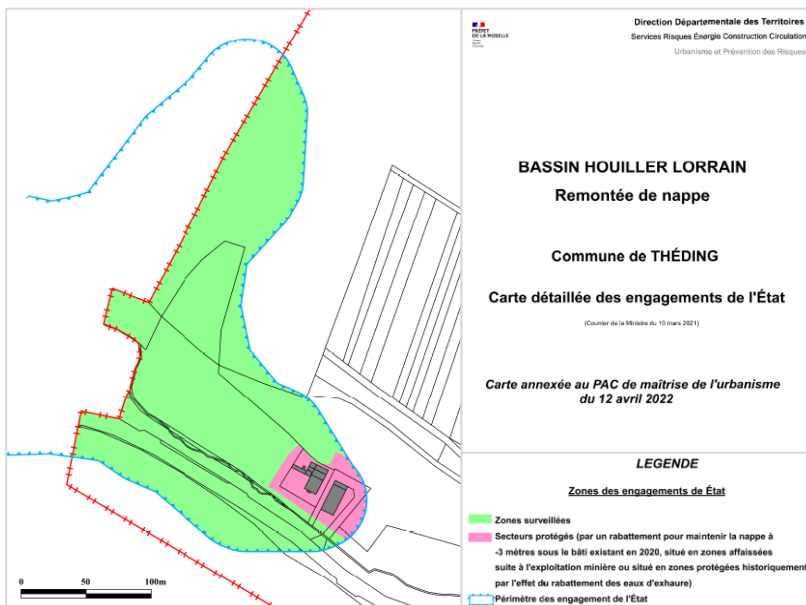 PRÉFET
DE LA MOSELLE
Direction Départementale des Territoires
Services Risques Énergie Construction Circulation
Urbanisme et Prévention des Risques
BASSIN HOUILLER LORRAIN
Remontée de nappe
Commune de THÉDING
Carte détaillée des engagements de l'État
(Courrier de la Ministre du 10 mars 2021)
Carte annexée au PAC de maîtrise de l'urbanisme
du 12 avril 2022
LEGENDE
Zones des engagements de État
Zones surveillées
Secteurs protégés (par un rabattement pour maintenir la nappe à
-3 mètres sous le bâti existant en 2020, situé en zones affaissées
suite à l'exploitation minière ou situé en zones protégées historiquement
par l'effet du rabattement des eaux d'exhaure)
Périmètre des engagement de l'État
0 50 100m